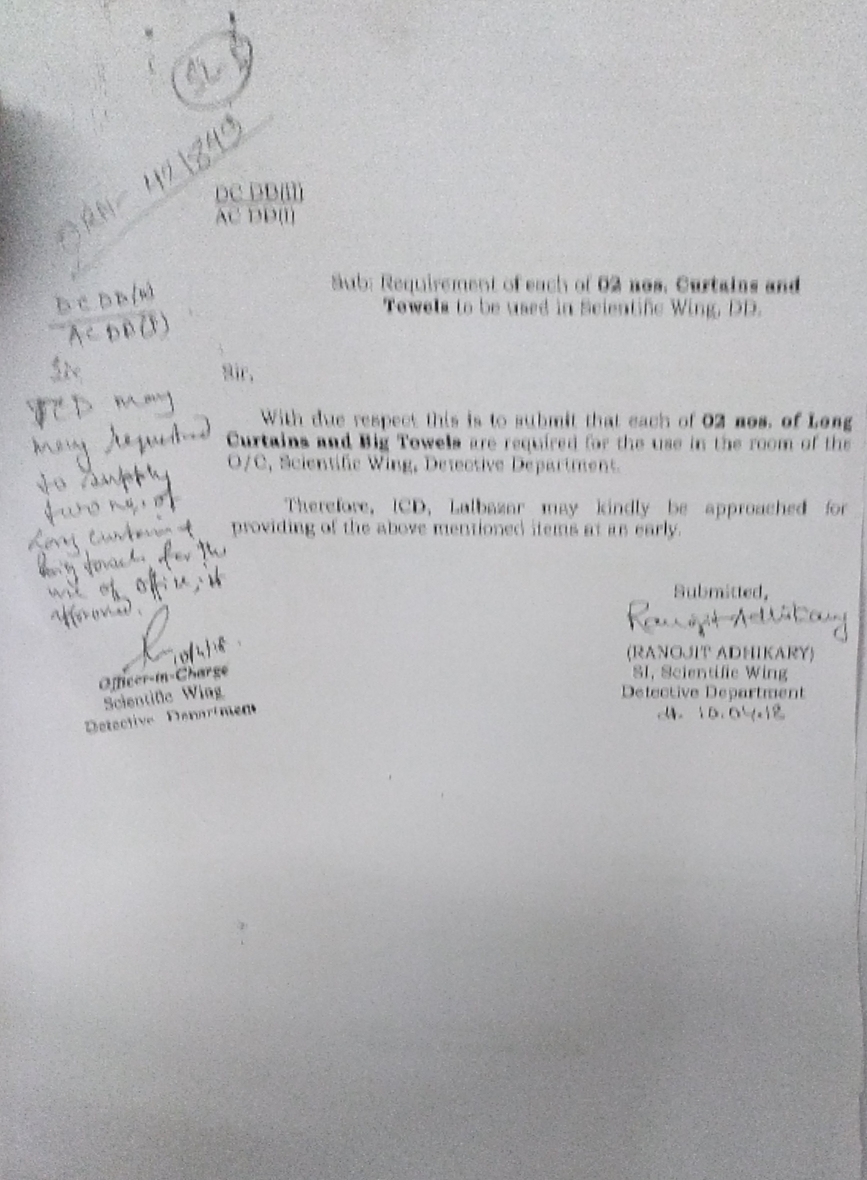 SL-
DRN- 421849
DC DD(II)
AC DD(I)
Sub: Requirement of each of 02 nos. Curtains and
Towels to be used in Scientific Wing, DD.
Sir,
With due respect this is to submit that each of 02 nos. of Long
Curtains and Big Towels are required for the use in the room of the
O/C, Scientific Wing, Detective Department.
Therefore, ICD, Lalbazar may kindly be approached for
providing of the above mentioned items at an early.
Submitted,
Ranojit Adhikary
(RANOJIT ADHIKARY)
SI, Scientific Wing
Detective Department
dt. 10.04.18
DC DD(II)
AC DD(I)
Sir
ICD may
may requested
to supply
two nos. of
Long curtain &
big towels for the
use of office, if
approved.
10/4/18
Officer-in-Charge
Scientific Wing
Detective Department